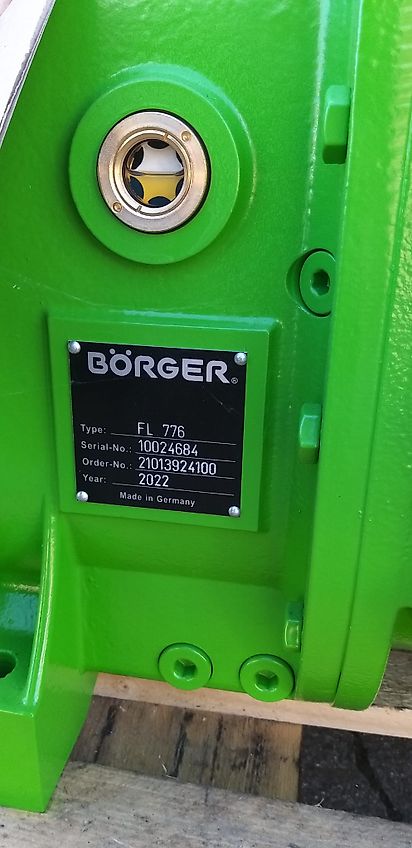 BÖRGER®
Type: FL 776
Serial-No.: 10024684
Order-No.: 21013924100
Year: 2022
Made in Germany